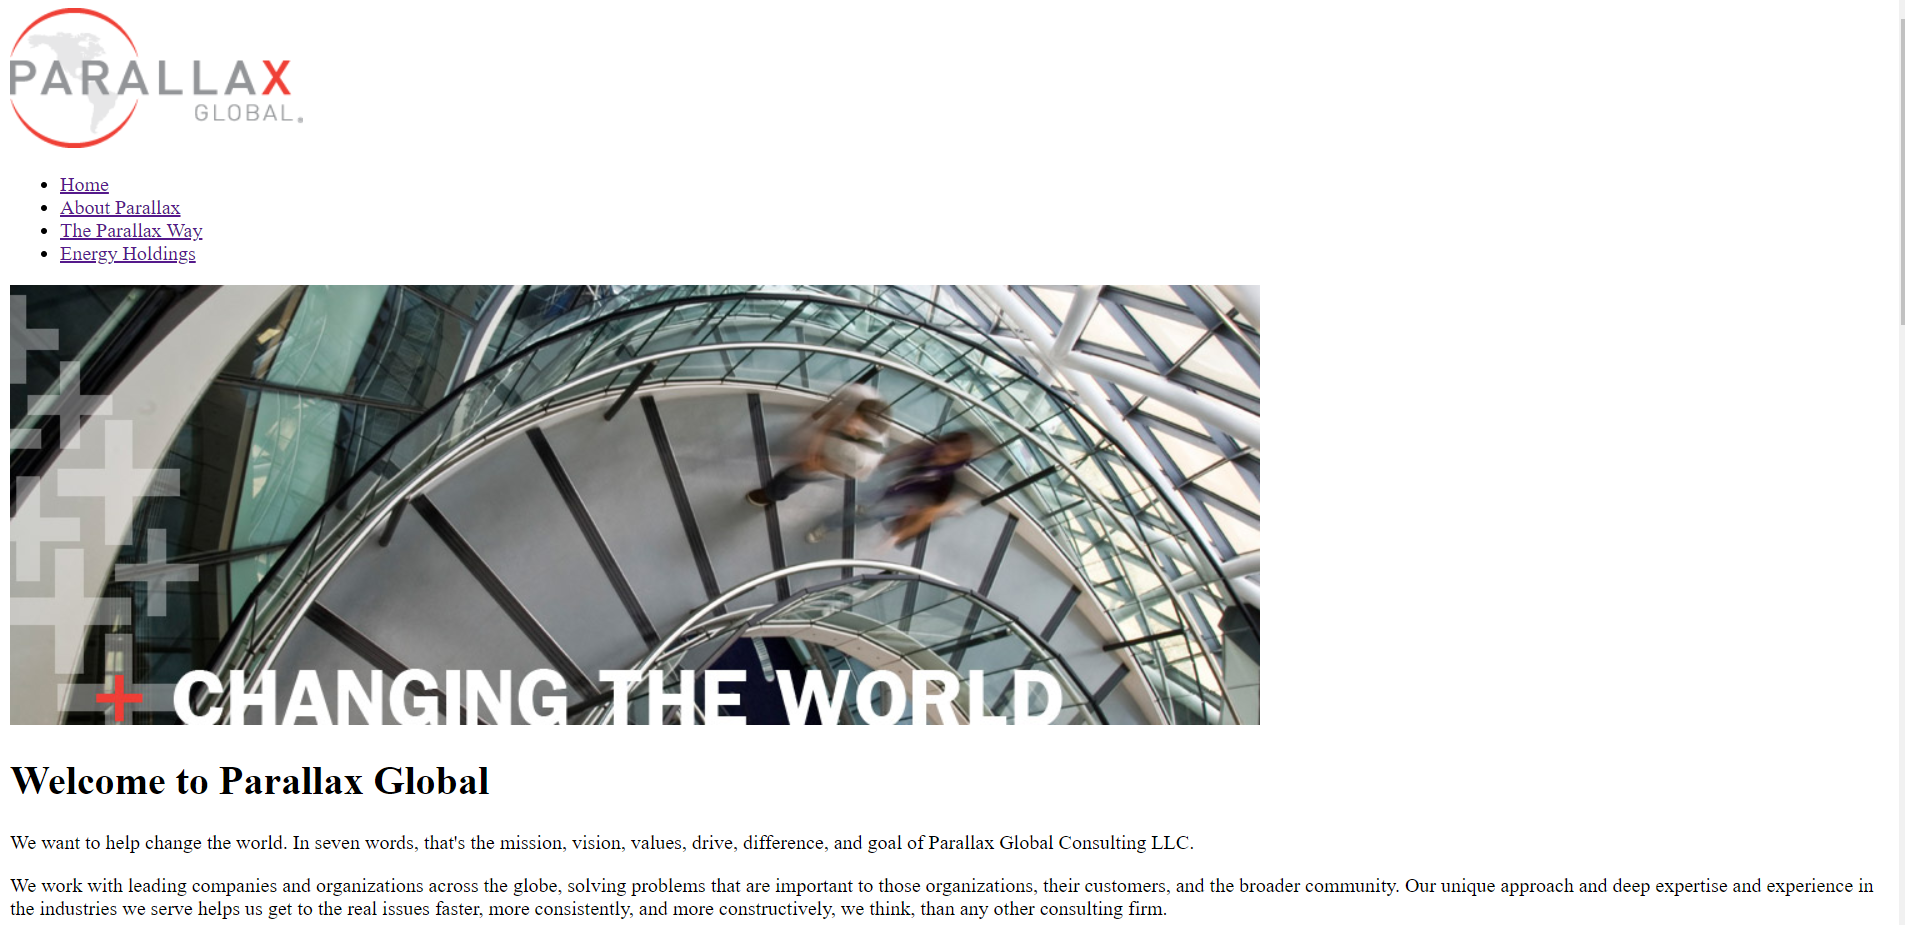 PARALLAX
GLOBAL.
Home
About Parallax
The Parallax Way
Energy Holdings
+ CHANGING THE WORLD
Welcome to Parallax Global
We want to help change the world. In seven words, that's the mission, vision, values, drive, difference, and goal of Parallax Global Consulting LLC.
We work with leading companies and organizations across the globe, solving problems that are important to those organizations, their customers, and the broader community. Our unique approach and deep expertise and experience in
the industries we serve helps us get to the real issues faster, more consistently, and more constructively, we think, than any other consulting firm.